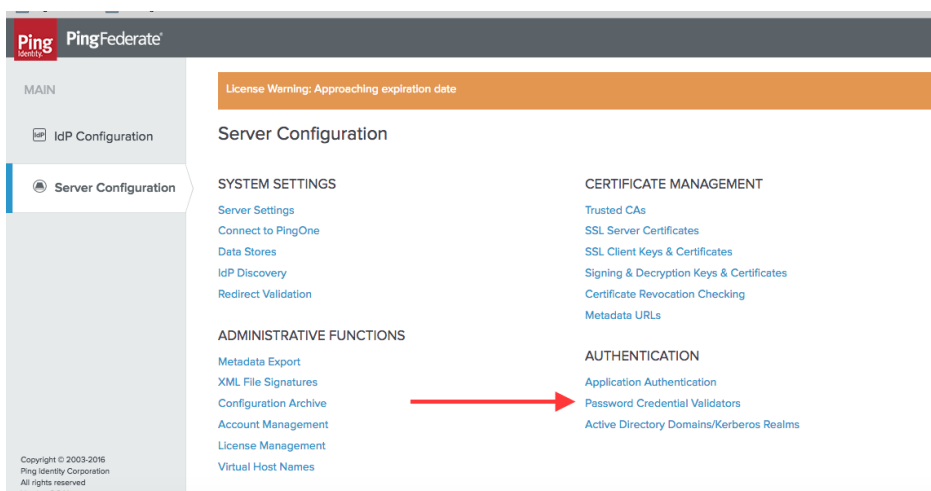 Ping
Identity.
PingFederate®
MAIN
License Warning: Approaching expiration date
IdP
IdP Configuration
Server Configuration
Server Configuration
SYSTEM SETTINGS
Server Settings
Connect to PingOne
Data Stores
IdP Discovery
Redirect Validation
ADMINISTRATIVE FUNCTIONS
Metadata Export
XML File Signatures
Configuration Archive
Account Management
License Management
Virtual Host Names
CERTIFICATE MANAGEMENT
Trusted CAs
SSL Server Certificates
SSL Client Keys & Certificates
Signing & Decryption Keys & Certificates
Certificate Revocation Checking
Metadata URLs
AUTHENTICATION
Application Authentication
Password Credential Validators
Active Directory Domains/Kerberos Realms
Copyright © 2003-2016
Ping Identity Corporation
All rights reserved